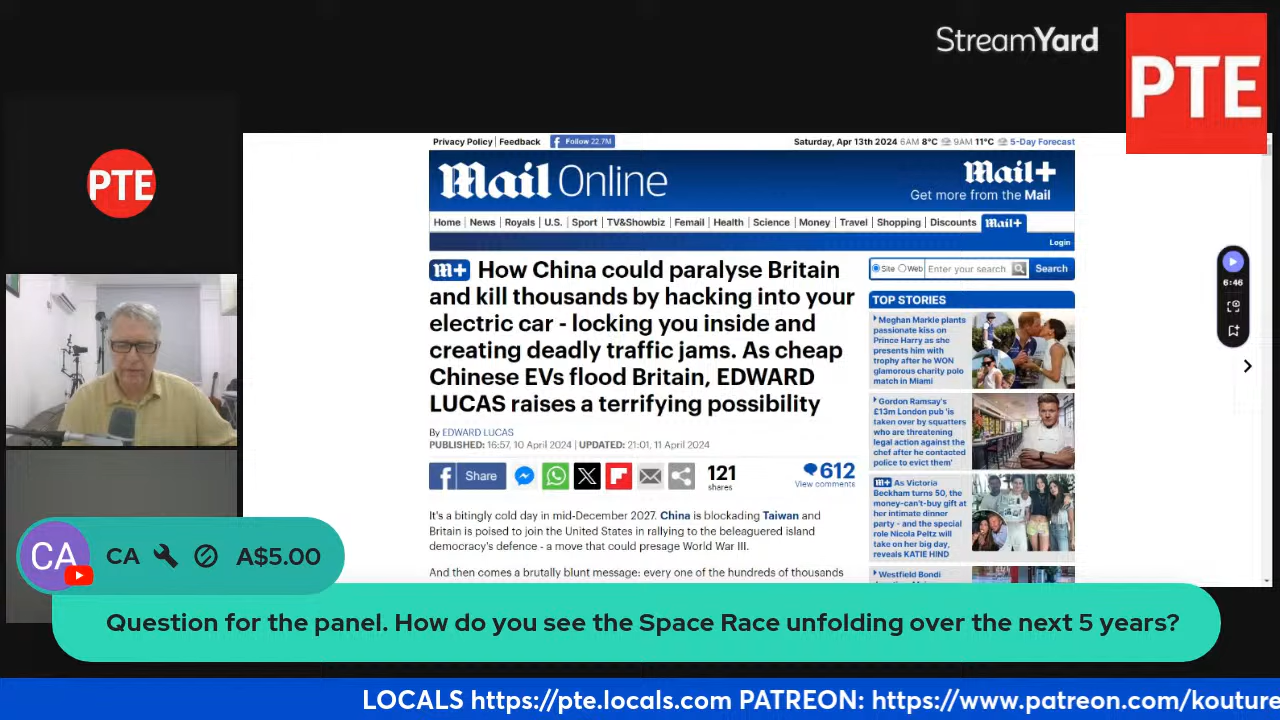 StreamYard
PTE
PTE
Privacy Policy | Feedback
Follow 22.7M
Saturday, Apr 13th 2024 6AM 8°C 9AM 11°C 5-Day Forecast
Mail Online
Mail+
Get more from the Mail
Home | News | Royals | U.S. | Sport | TV&Showbiz | Femail | Health | Science | Money | Travel | Shopping | Discounts
Mail+
Login
m+ How China could paralyse Britain
and kill thousands by hacking into your
electric car - locking you inside and
creating deadly traffic jams. As cheap
Chinese EVs flood Britain, EDWARD
LUCAS raises a terrifying possibility
By EDWARD LUCAS
PUBLISHED: 16:57, 10 April 2024 | UPDATED: 21:01, 11 April 2024
f Share
121
shares
612
View comments
It's a bitingly cold day in mid-December 2027. China is blockading Taiwan and
Britain is poised to join the United States in rallying to the beleaguered island
democracy's defence - a move that could presage World War III.
And then comes a brutally blunt message: every one of the hundreds of thousands
Site Web Enter your search Search
TOP STORIES
Meghan Markle plants
passionate kiss on
Prince Harry as she
presents him with
trophy after he WON
glamorous charity polo
match in Miami
Gordon Ramsay's
£13m London pub 'is
taken over by squatters
who are threatening
legal action against the
chef after he contacted
police to evict them'
m+ As Victoria
Beckham turns 50, the
money-can't-buy gift at
her intimate dinner
party - and the special
role Nicola Peltz will
take on her big day,
reveals KATIE HIND
Westfield Bondi
6:46
CA
CA A$5.00
Question for the panel. How do you see the Space Race unfolding over the next 5 years?
LOCALS https://pte.locals.com PATREON: https://www.patreon.com/kouture